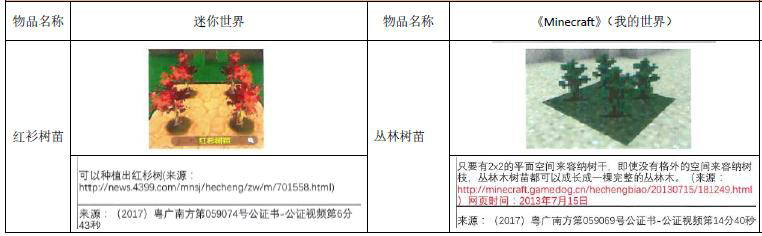 物品名称 迷你世界 物品名称 《Minecraft》（我的世界）
红杉树苗
红杉树苗
可以种植出红杉树(来源：
http://news.4399.com/mnsj/hecheng/zw/m/701558.html)
来源：（2017）粤广南方第059074号公证书-公证视频第6分
43秒
丛林树苗
只要有2x2的平面空间来容纳树干，即使没有格外的空间来容纳树
枝，丛林木树苗都可以成长成一棵完整的丛林木。（来源：
http://minecraft.gamedog.cn/hechengbiao/20130715/181249.html
）网页时间：2013年7月15日
来源：（2017）粤广南方第059069号公证书-公证视频第14分40秒